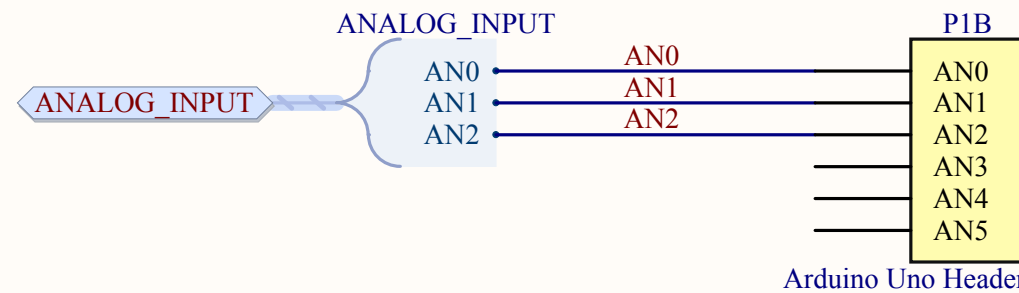 ANALOG_INPUT
P1B
ANALOG_INPUT
AN0
AN1
AN2
AN0
AN1
AN2
AN0
AN1
AN2
AN3
AN4
AN5
Arduino Uno Header